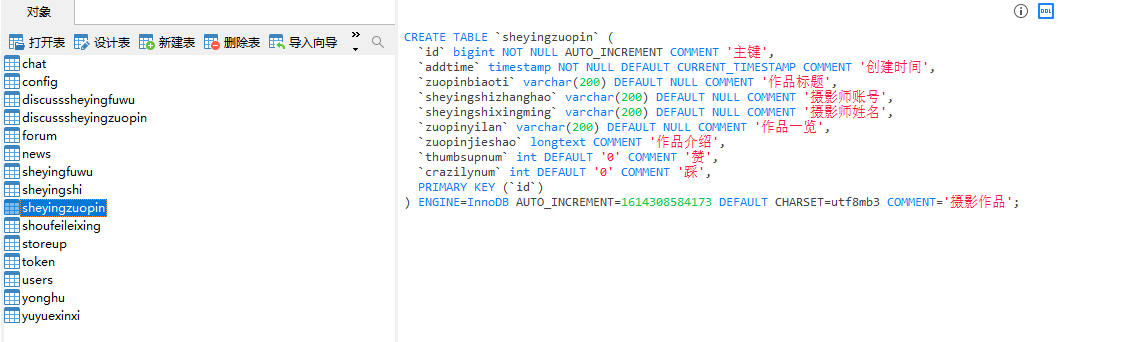 对象
打开表 设计表 新建表 删除表 导入向导 »
chat
config
discusssheyingfuwu
discusssheyingzuopin
forum
news
sheyingfuwu
sheyingshi
sheyingzuopin
shoufeileixing
storeup
token
users
yonghu
yuyuexinxi
DDL
CREATE TABLE `sheyingzuopin` (
`id` bigint NOT NULL AUTO_INCREMENT COMMENT '主键',
`addtime` timestamp NOT NULL DEFAULT CURRENT_TIMESTAMP COMMENT '创建时间',
`zuopinbiaoti` varchar(200) DEFAULT NULL COMMENT '作品标题',
`sheyingshizhanghao` varchar(200) DEFAULT NULL COMMENT '摄影师账号',
`sheyingshixingming` varchar(200) DEFAULT NULL COMMENT '摄影师姓名',
`zuopinyilan` varchar(200) DEFAULT NULL COMMENT '作品一览',
`zuopinjieshao` longtext COMMENT '作品介绍',
`thumbsupnum` int DEFAULT '0' COMMENT '赞',
`crazilynum` int DEFAULT '0' COMMENT '踩',
PRIMARY KEY (`id`)
) ENGINE=InnoDB AUTO_INCREMENT=1614308584173 DEFAULT CHARSET=utf8mb3 COMMENT='摄影作品';